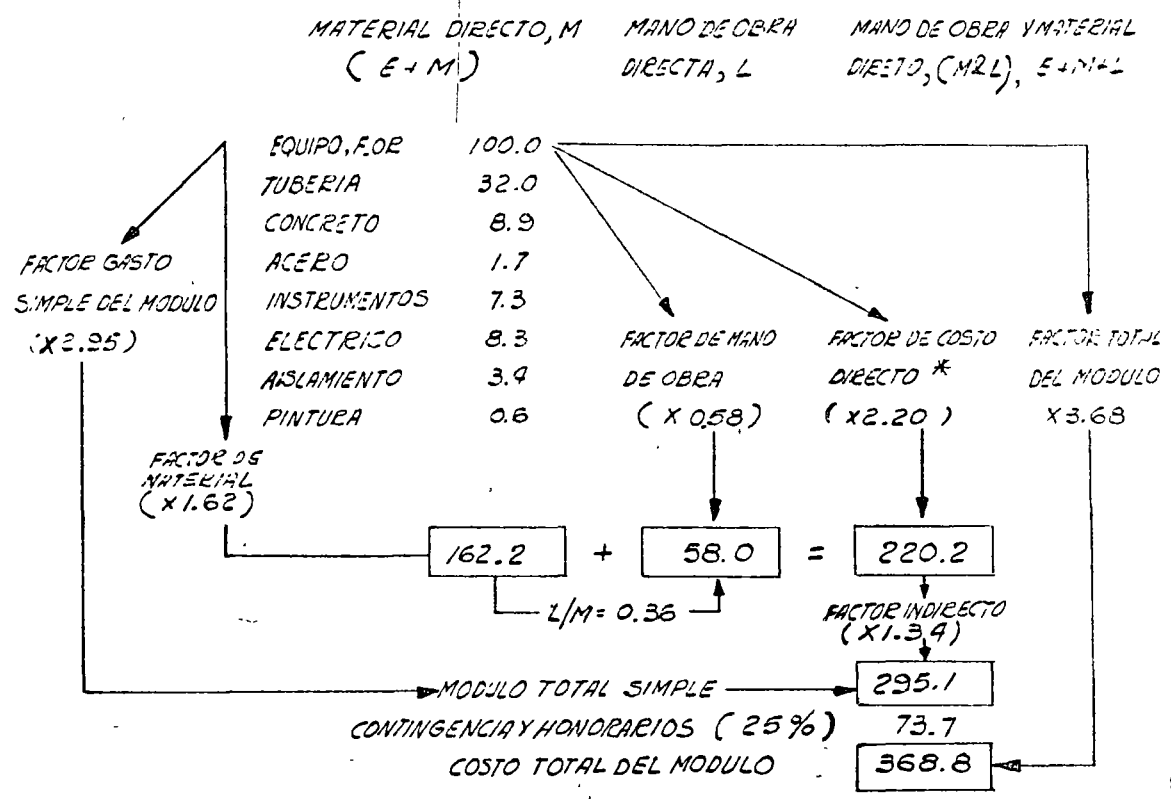 MATERIAL DIRECTO, M
( E+M )
MANO DE OBRA
DIRECTA, L
MANO DE OBRA Y MATERIAL
DIRETO, (M&L), E+M+L
EQUIPO, F.OR 100.0
TUBERIA 32.0
CONCRETO 8.9
ACERO 1.7
INSTRUMENTOS 7.3
ELECTRICO 8.3
AISLAMIENTO 3.4
PINTURA 0.6
FACTOR GASTO
SIMPLE DEL MODULO
(X2.95)
FACTOR DE
MATERIAL
(X1.62)
FACTOR DE MANO
DE OBRA
(X 0.58)
FACTOR DE COSTO
DIRECTO *
(X2.20)
FACTOR TOTAL
DEL MODULO
X3.68
162.2 + 58.0 = 220.2
L/M= 0.36
FACTOR INDIRECTO
(X1.34)
MODULO TOTAL SIMPLE 295.1
CONTINGENCIA Y HONORARIOS (25%) 73.7
COSTO TOTAL DEL MODULO 368.8